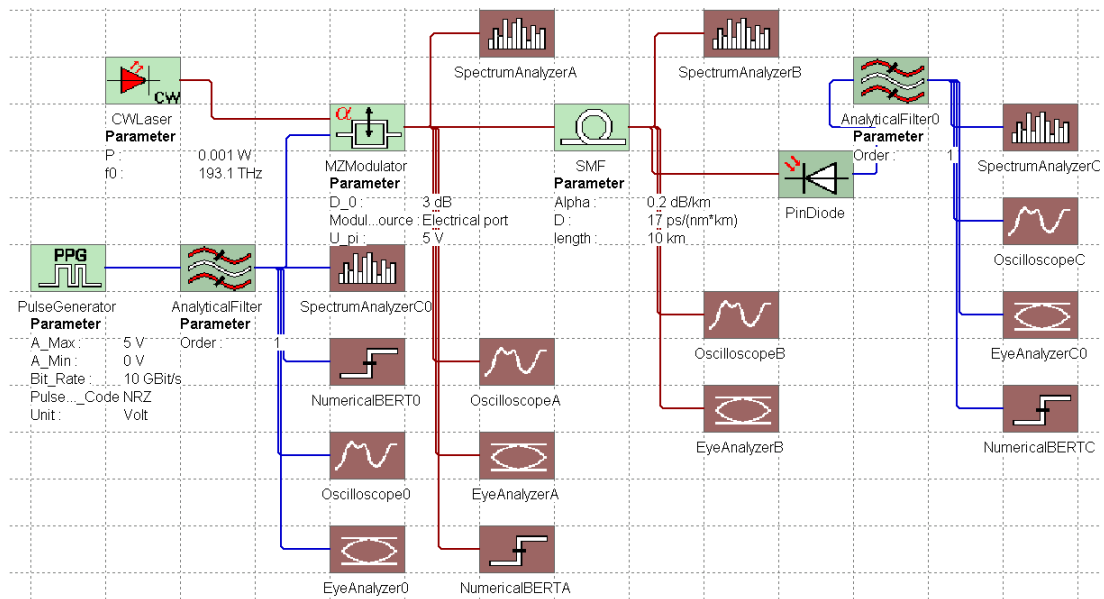 SpectrumAnalyzerA
SpectrumAnalyzerB
CW
CWLaser
Parameter
P : 0.001 W
f0 : 193.1 THz
α
MZModulator
Parameter
D_0 : 3 dB
Modul...ource : Electrical port
U_pi : 5 V
SMF
Parameter
Alpha : 0.2 dB/km
D : 17 ps/(nm*km)
length : 10 km
AnalyticalFilter0
Parameter
Order : 1
SpectrumAnalyzerC
PinDiode
OscilloscopeC
PPG
PulseGenerator
Parameter
A_Max : 5 V
A_Min : 0 V
Bit_Rate : 10 GBit/s
Pulse..._Code NRZ
Unit : Volt
AnalyticalFilter
Parameter
Order : 1
SpectrumAnalyzerC0
OscilloscopeB
EyeAnalyzerC0
NumericalBERT0
OscilloscopeA
EyeAnalyzerB
NumericalBERTC
Oscilloscope0
EyeAnalyzerA
EyeAnalyzer0
NumericalBERTA